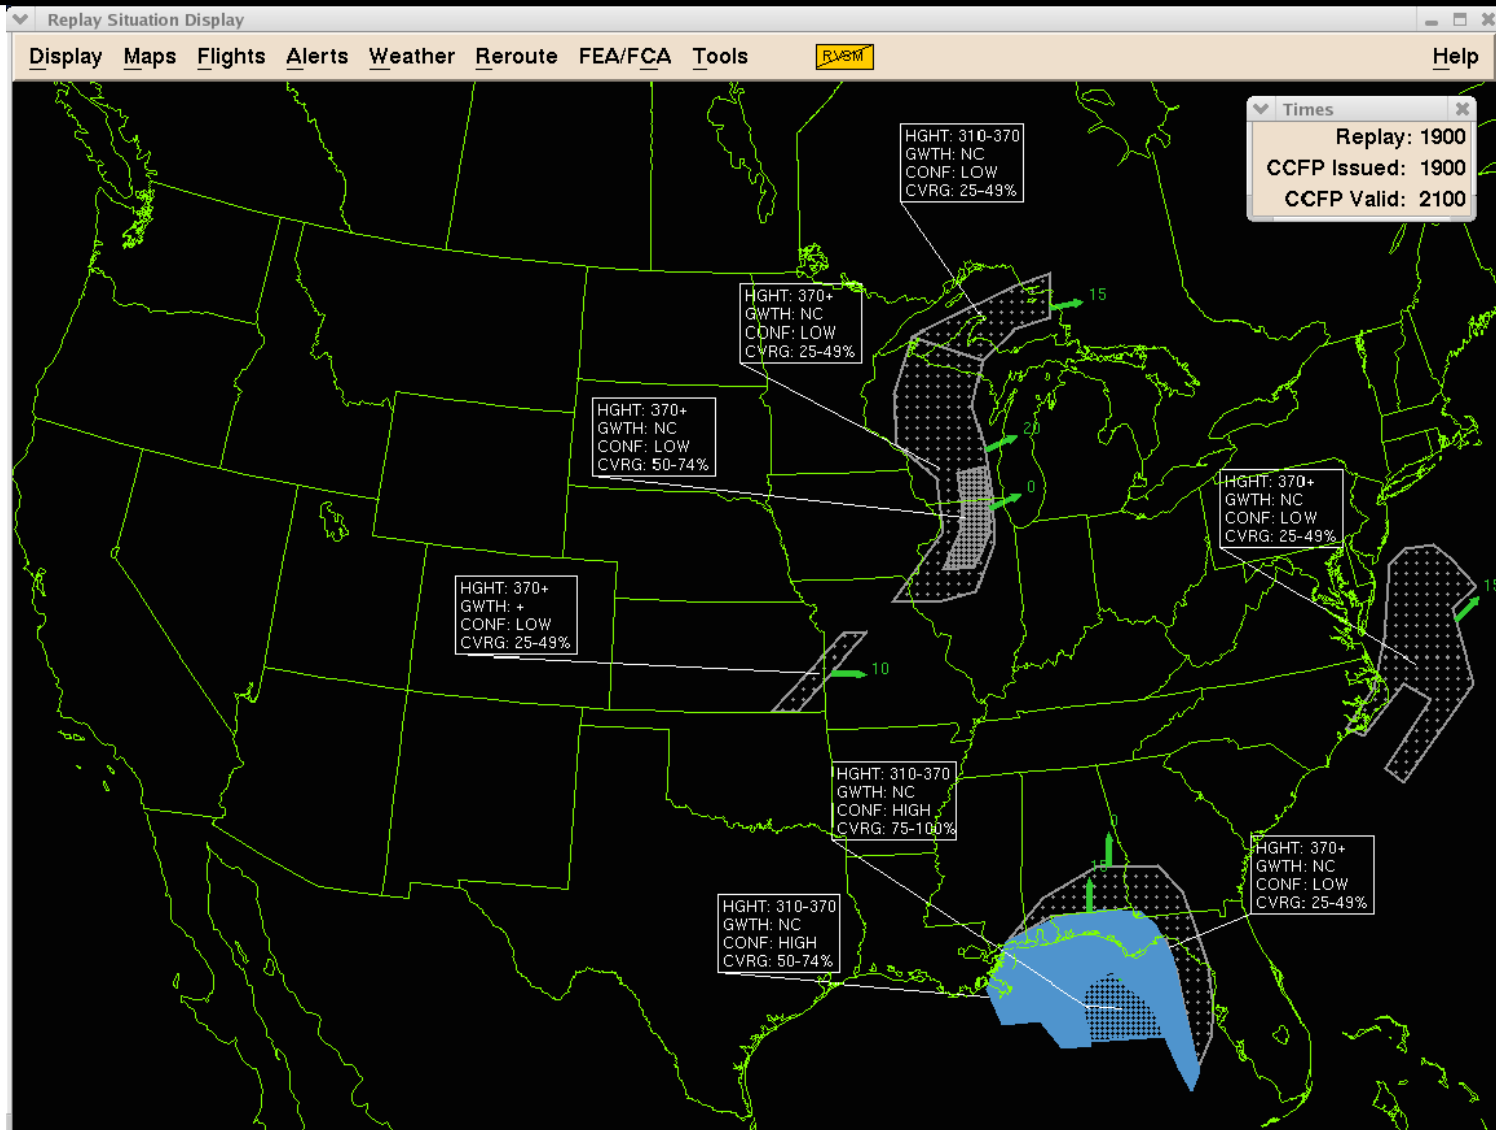 Replay Situation Display
Display Maps Flights Alerts Weather Reroute FEA/FCA Tools RVSM Help
Times
Replay: 1900
CCFP Issued: 1900
CCFP Valid: 2100
HGHT: 310-370
GWTH: NC
CONF: LOW
CVRG: 25-49%
15
HGHT: 370+
GWTH: NC
CONF: LOW
CVRG: 25-49%
HGHT: 370+
GWTH: NC
CONF: LOW
CVRG: 50-74%
20
0
HGHT: 370+
GWTH: NC
CONF: LOW
CVRG: 25-49%
15
HGHT: 370+
GWTH: +
CONF: LOW
CVRG: 25-49%
10
HGHT: 310-370
GWTH: NC
CONF: HIGH
CVRG: 75-100%
0
15
HGHT: 370+
GWTH: NC
CONF: LOW
CVRG: 25-49%
HGHT: 310-370
GWTH: NC
CONF: HIGH
CVRG: 50-74%